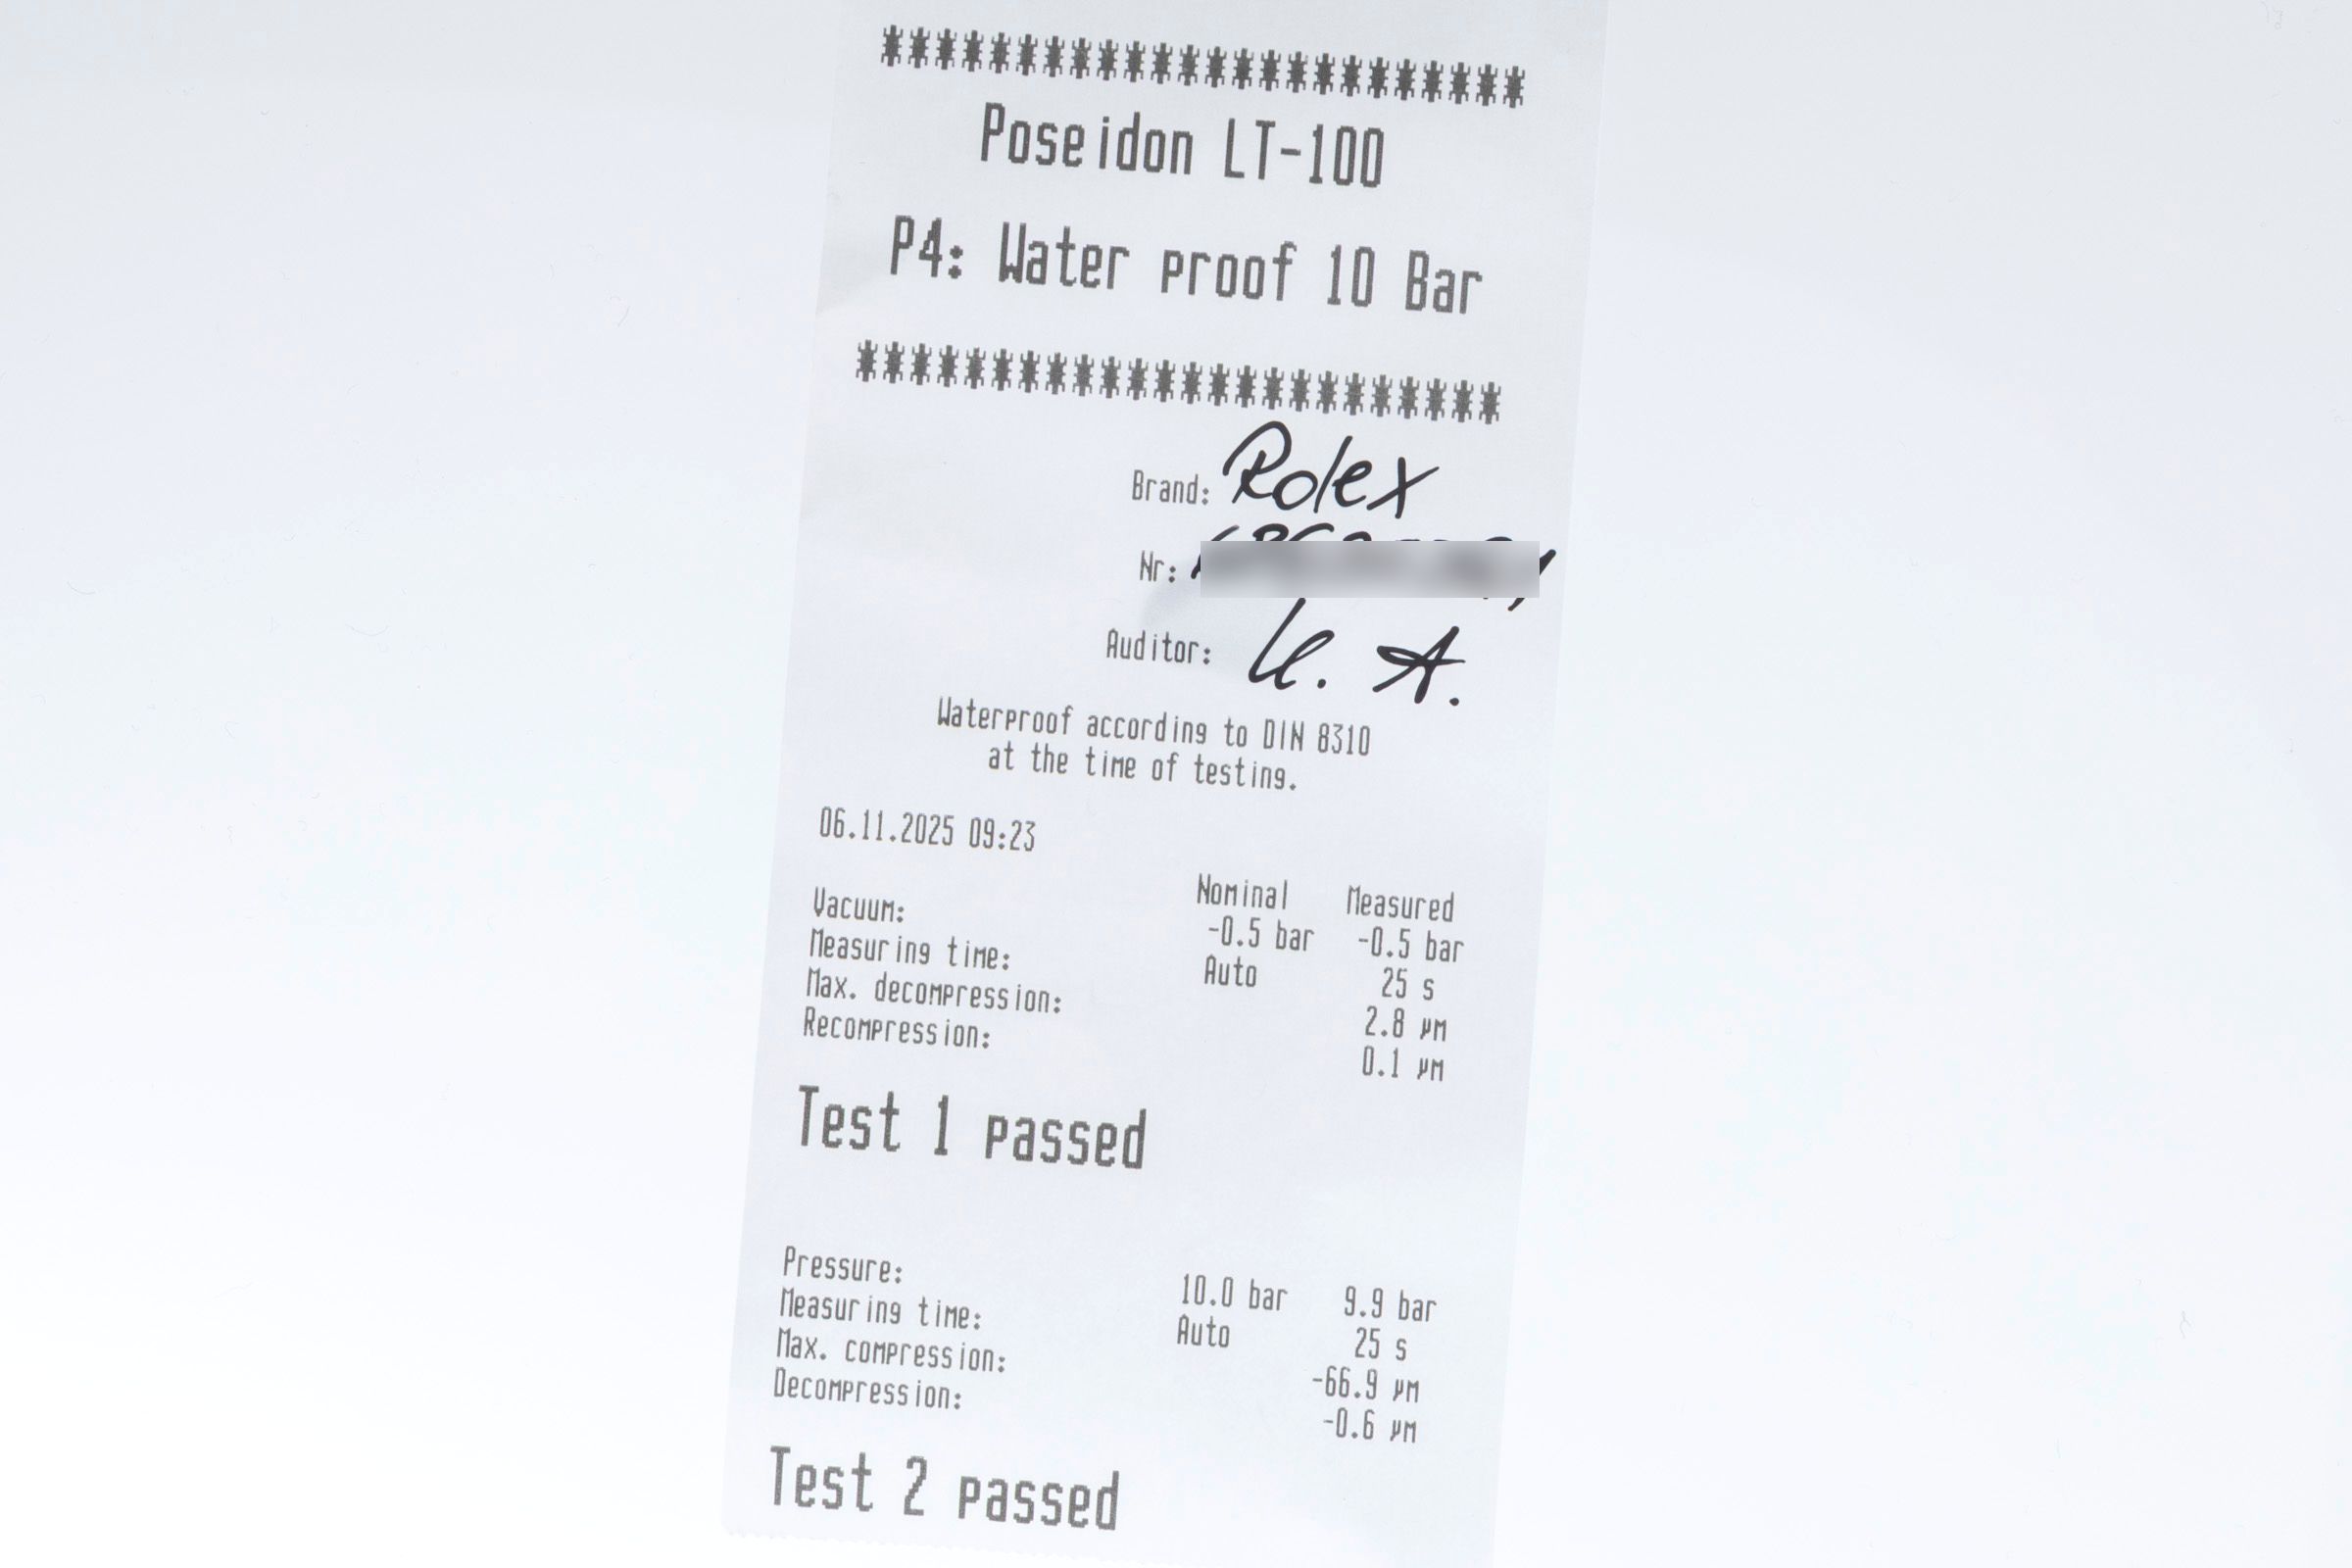 ************************
Poseidon LT-100
P4: Water proof 10 Bar
************************
Brand: Rolex
Nr:
Auditor: K. A.
Waterproof according to DIN 8310
at the time of testing.
06.11.2025 09:23
Nominal Measured
Vacuum: -0.5 bar -0.5 bar
Measuring time: Auto 25 s
Max. decompression: 2.8 µm
Recompression: 0.1 µm
Test 1 passed
Pressure: 10.0 bar 9.9 bar
Measuring time: Auto 25 s
Max. compression: -66.9 µm
Decompression: -0.6 µm
Test 2 passed